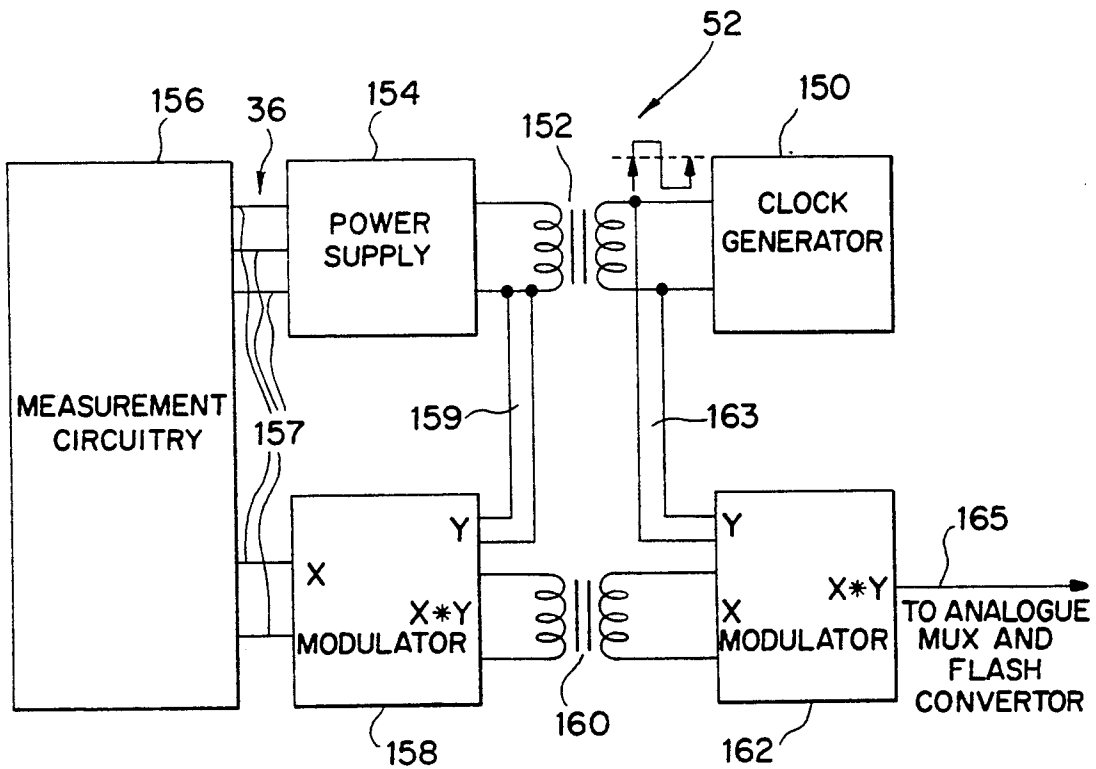 52
156
36
154
152
150
POWER
SUPPLY
CLOCK
GENERATOR
MEASUREMENT
CIRCUITRY
157
159
163
Y
X
X*Y
MODULATOR
Y
X
X*Y
MODULATOR
165
TO ANALOGUE
MUX AND
FLASH
CONVERTOR
158
160
162